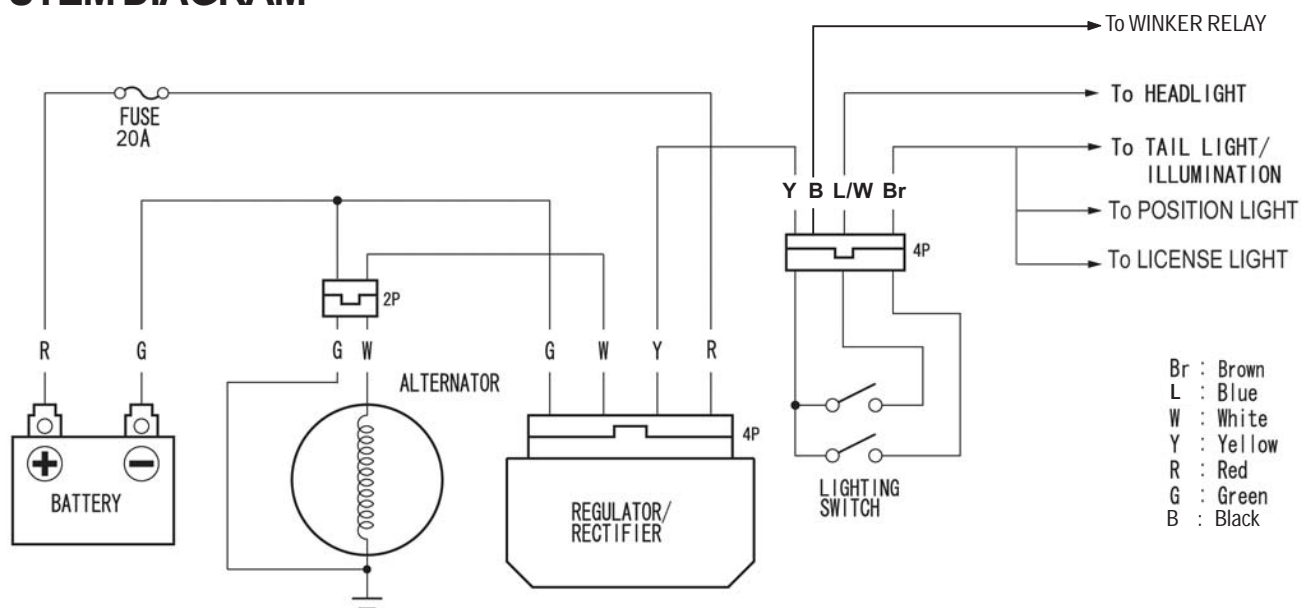 To WINKER RELAY
To HEADLIGHT
FUSE
20A
To TAIL LIGHT/
ILLUMINATION
Y B L/W Br
To POSITION LIGHT
4P
To LICENSE LIGHT
2P
R G G W G W Y R
ALTERNATOR
4P
BATTERY
REGULATOR/
RECTIFIER
LIGHTING
SWITCH
Br : Brown
L : Blue
W : White
Y : Yellow
R : Red
G : Green
B : Black